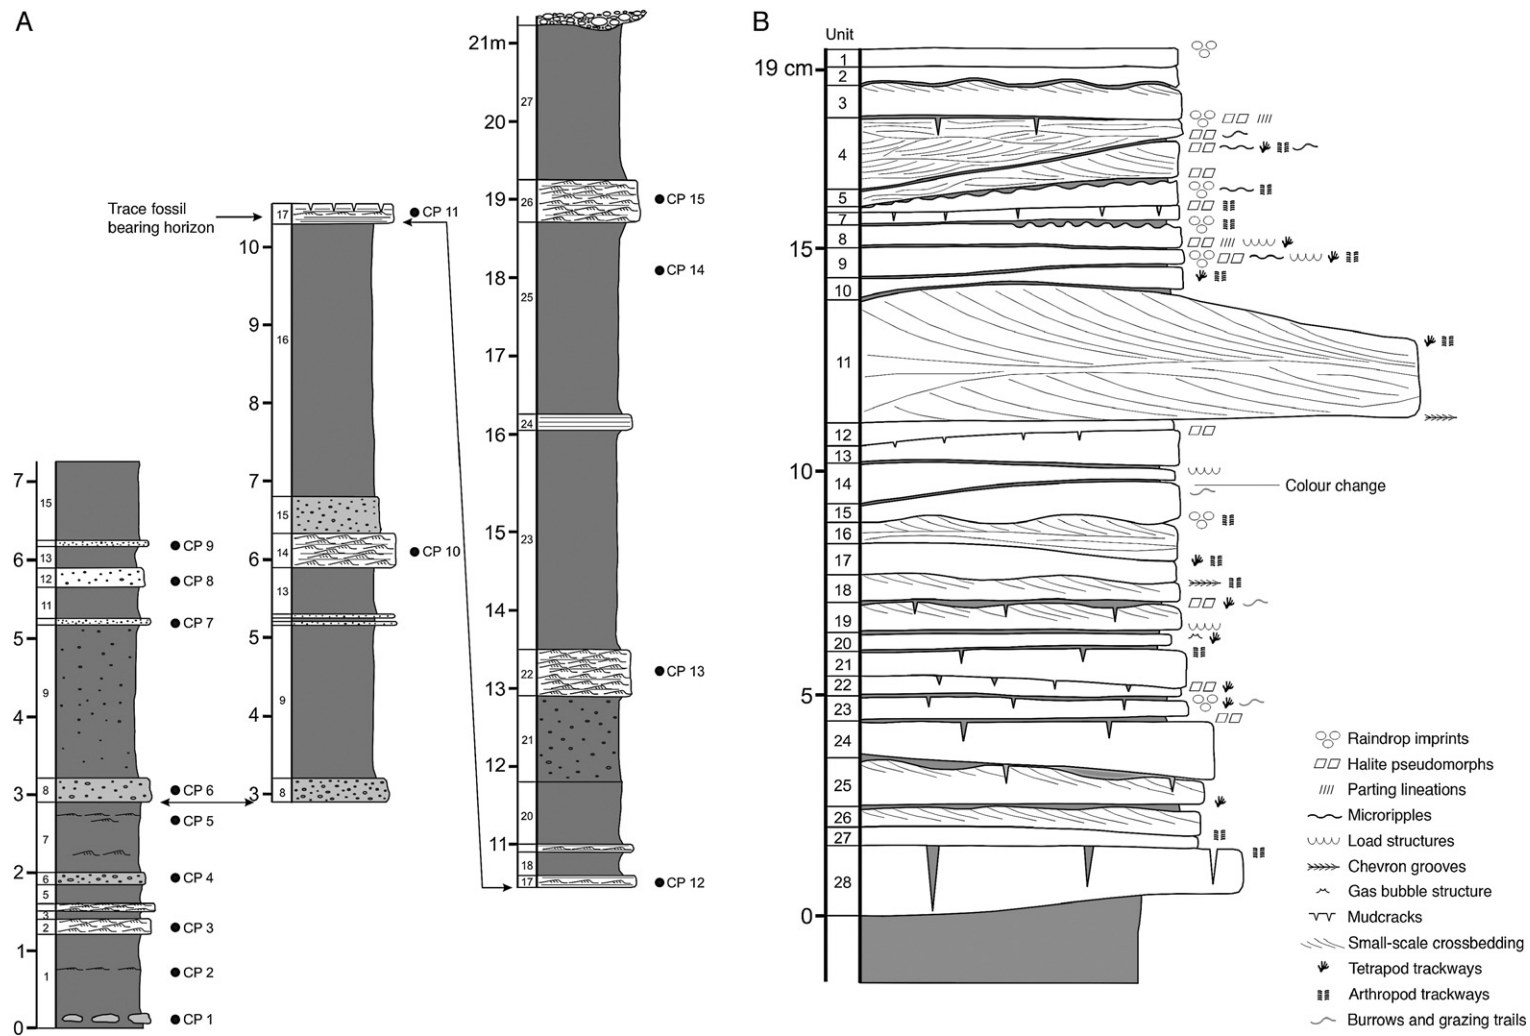 A
7
6
5
4
3
2
1
0
15
13
12
11
9
8
7
6
5
3
2
1
CP 9
CP 8
CP 7
CP 6
CP 5
CP 4
CP 3
CP 2
CP 1
Trace fossil
bearing horizon
10
9
8
7
6
5
4
3
17
16
15
14
13
9
8
CP 11
CP 10
21m
20
19
18
17
16
15
14
13
12
11
27
26
25
24
23
22
21
20
18
17
CP 15
CP 14
CP 13
CP 12
B
Unit
19 cm
15
10
5
0
1
2
3
4
5
7
8
9
10
11
12
13
14
15
16
17
18
19
20
21
22
23
24
25
26
27
28
Colour change
Raindrop imprints
Halite pseudomorphs
Parting lineations
Microripples
Load structures
Chevron grooves
Gas bubble structure
Mudcracks
Small-scale crossbedding
Tetrapod trackways
Arthropod trackways
Burrows and grazing trails